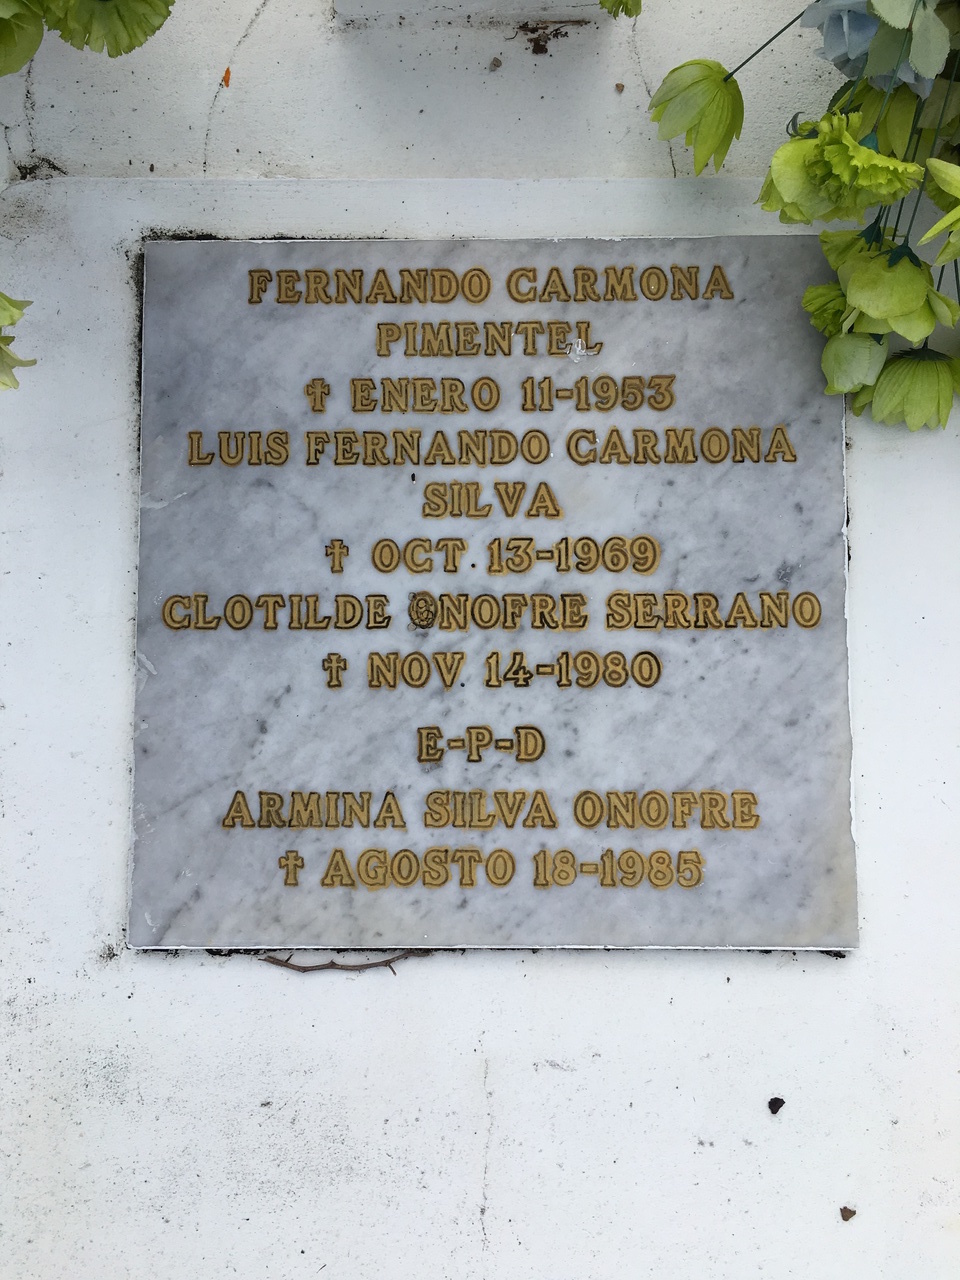 FERNANDO CARMONA
PIMENTEL
✝ ENERO 11-1953
LUIS FERNANDO CARMONA
SILVA
✝ OCT. 13-1969
CLOTILDE ONOFRE SERRANO
✝ NOV. 14-1980
E-P-D
ARMINA SILVA ONOFRE
✝ AGOSTO 18-1985